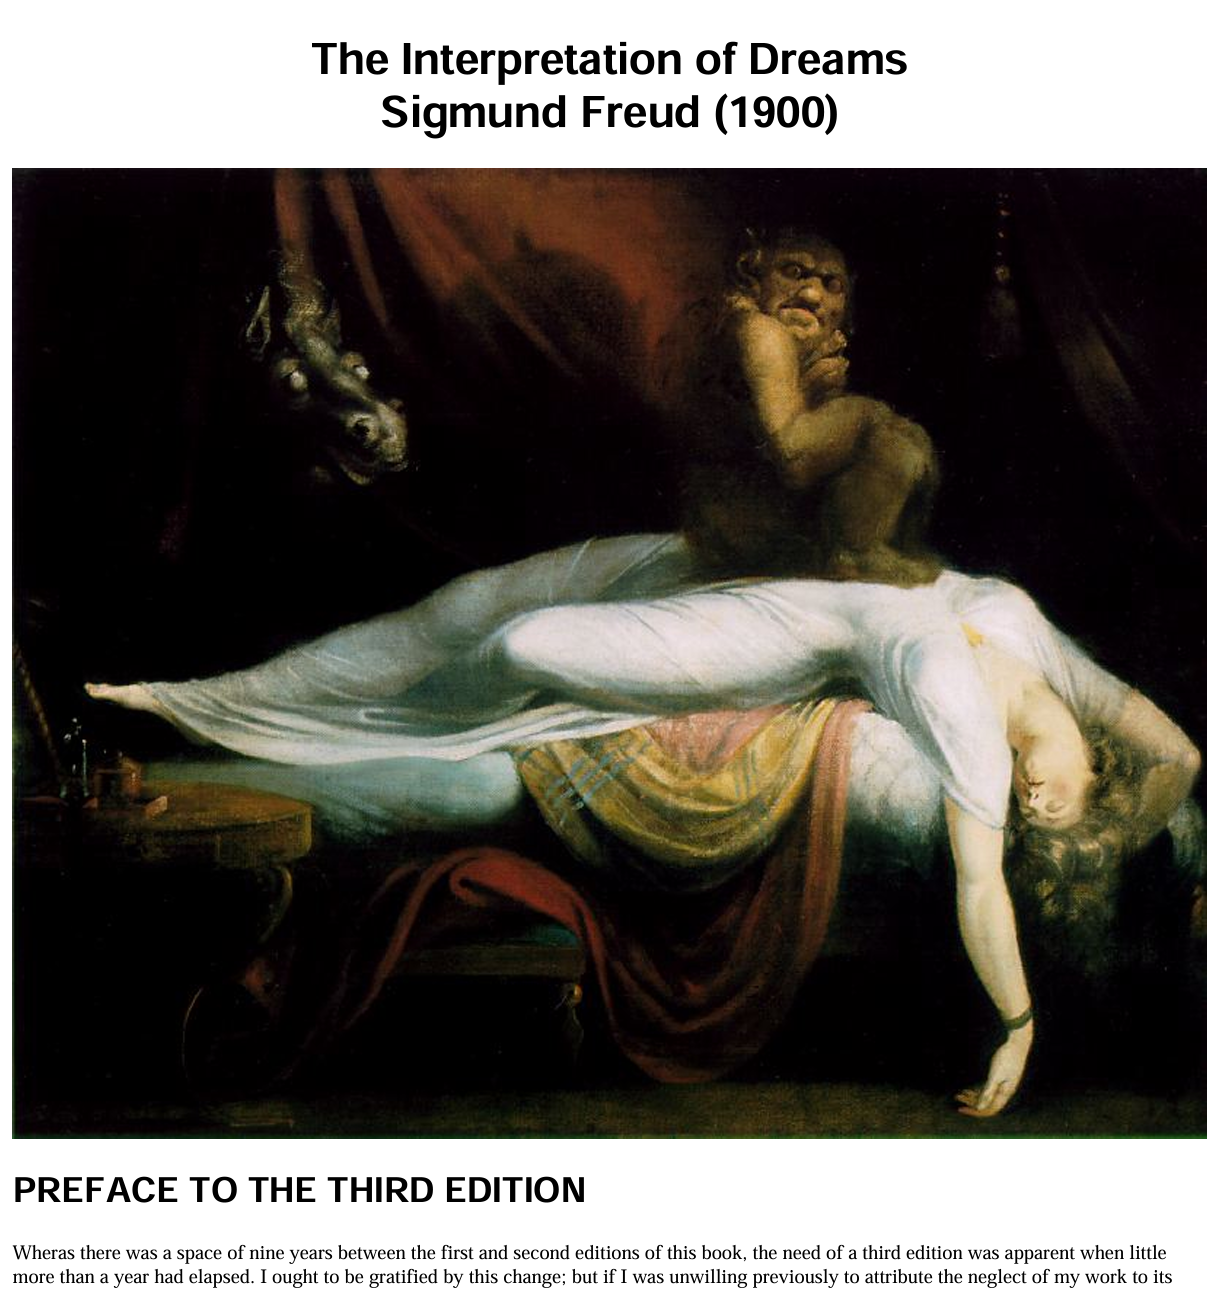 The Interpretation of Dreams
Sigmund Freud (1900)
PREFACE TO THE THIRD EDITION
Wheras there was a space of nine years between the first and second editions of this book, the need of a third edition was apparent when little
more than a year had elapsed. I ought to be gratified by this change; but if I was unwilling previously to attribute the neglect of my work to its